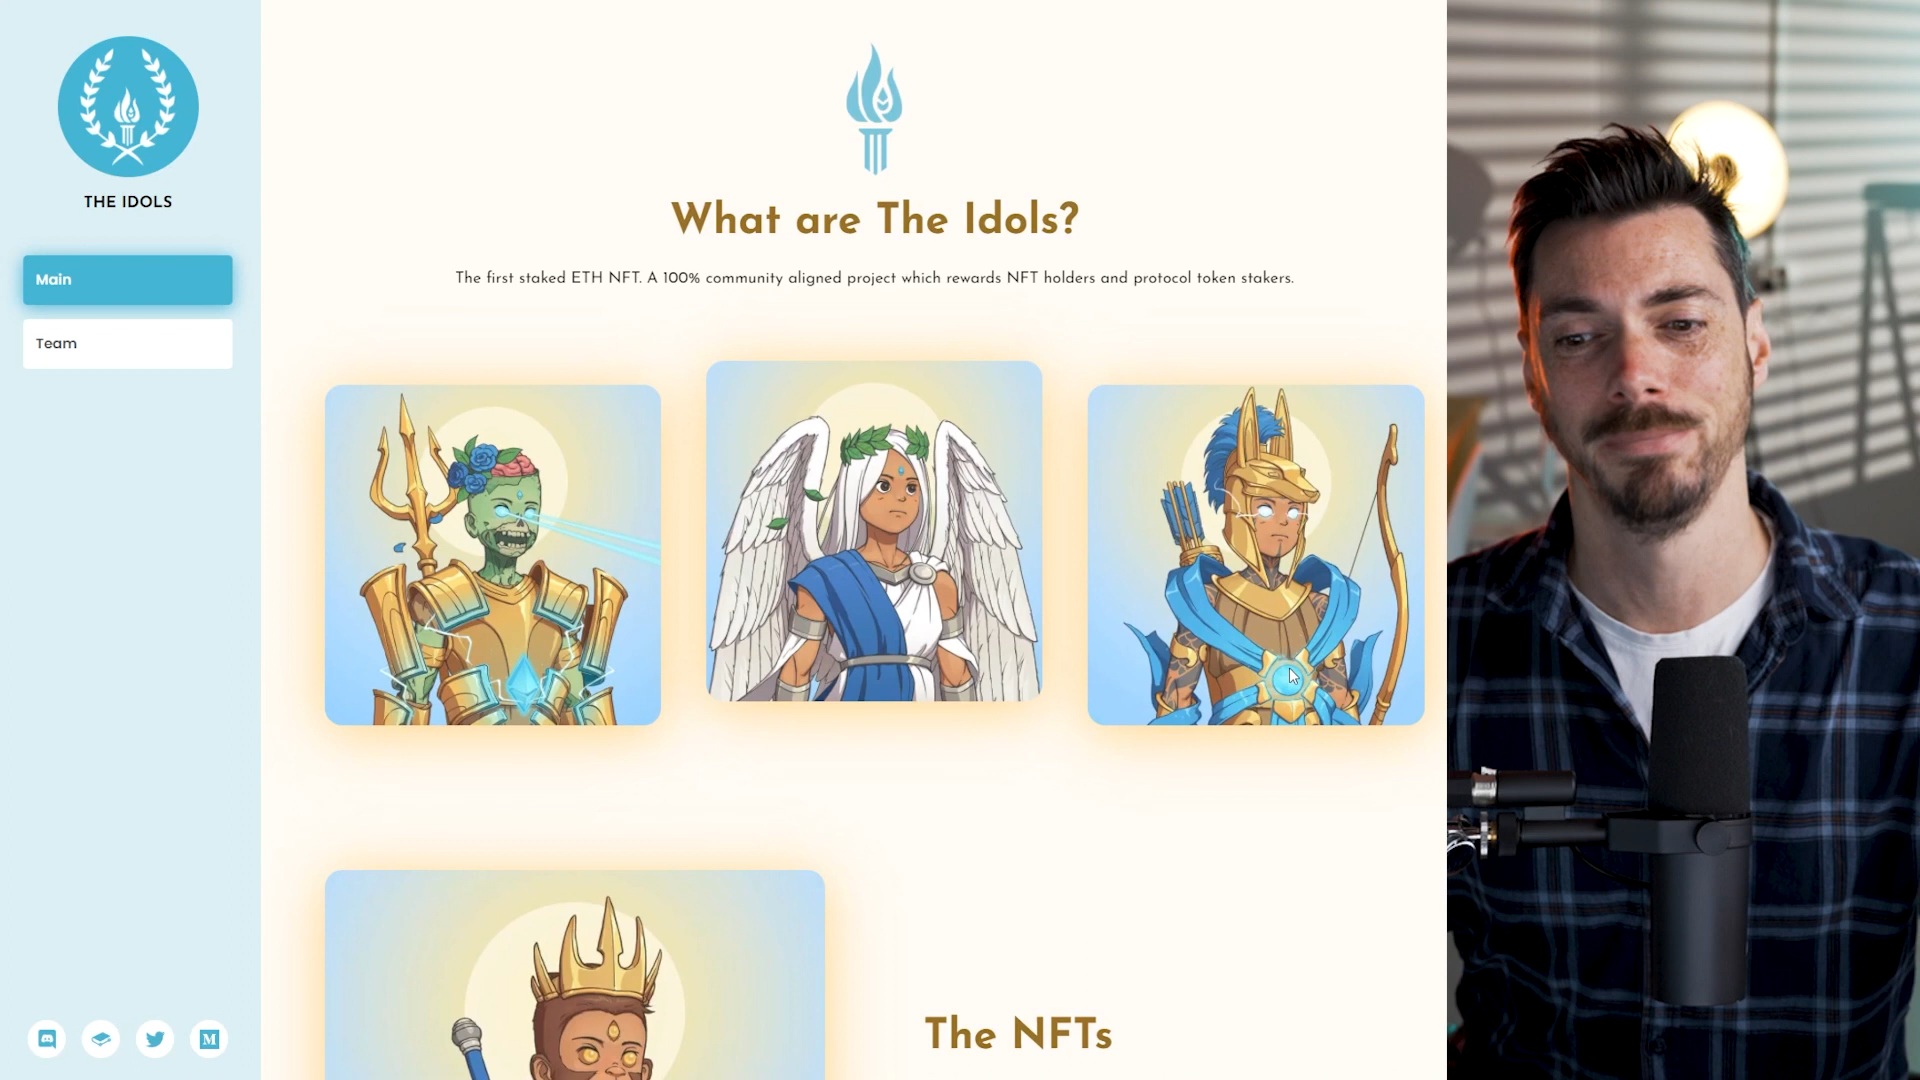 THE IDOLS
Main
Team
What are The Idols?
The first staked ETH NFT. A 100% community aligned project which rewards NFT holders and protocol token stakers.
The NFTs
M